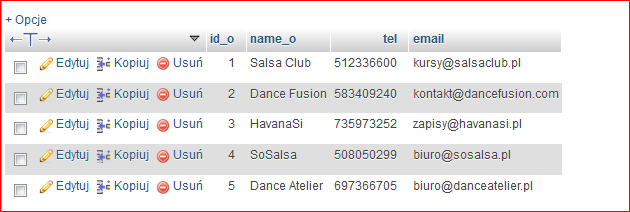 + Opcje
←T→ id_o name_o tel email
Edytuj Kopiuj Usuń 1 Salsa Club 512336600 kursy@salsaclub.pl
Edytuj Kopiuj Usuń 2 Dance Fusion 583409240 kontakt@dancefusion.com
Edytuj Kopiuj Usuń 3 HavanaSi 735973252 zapisy@havanasi.pl
Edytuj Kopiuj Usuń 4 SoSalsa 508050299 biuro@sosalsa.pl
Edytuj Kopiuj Usuń 5 Dance Atelier 697366705 biuro@danceatelier.pl